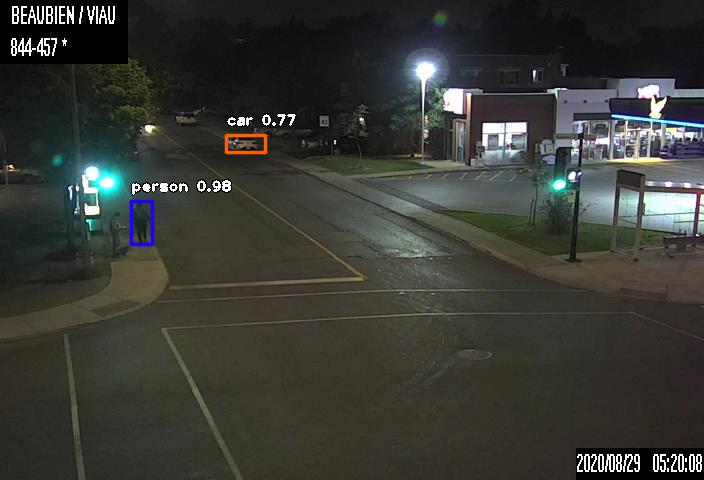 BEAUBIEN / VIAU
844-457 *
car 0.77
person 0.98
2020/08/29 05:20:08